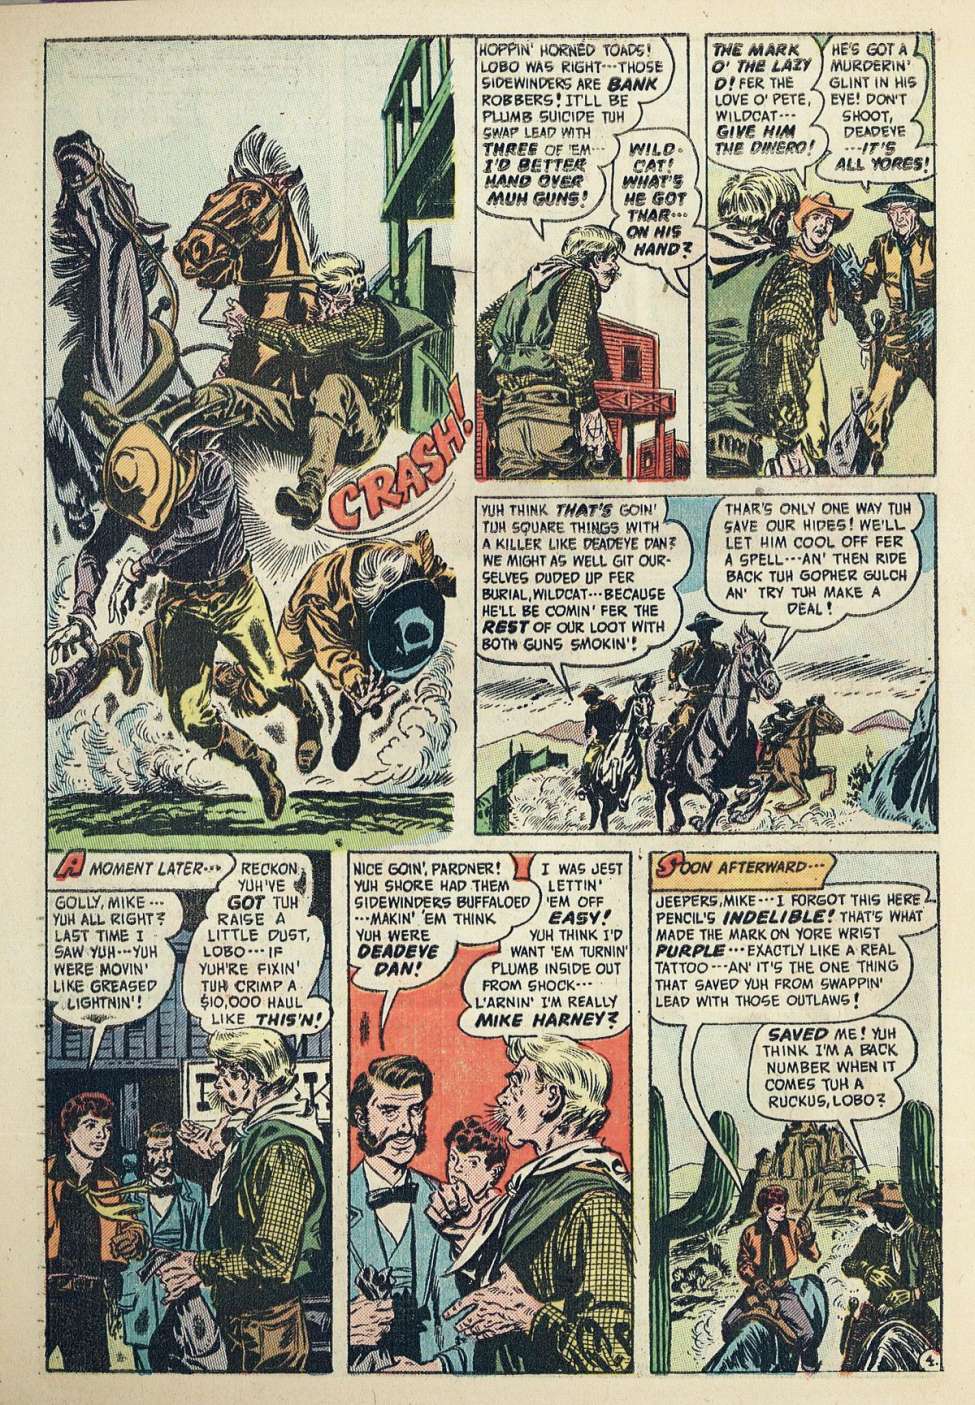 CRASH!
HOPPIN' HORNED TOADS!
LOBO WAS RIGHT---THOSE
SIDEWINDERS ARE BANK
ROBBERS! IT'LL BE
PLUMB SUICIDE TUH
SWAP LEAD WITH
THREE OF 'EM---
I'D BETTER
HAND OVER
MUH GUNS!
WILD-
CAT!
WHAT'S
HE GOT
THAR---
ON HIS
HAND?
THE MARK
O' THE LAZY
D! FER THE
LOVE O' PETE,
WILDCAT---
GIVE HIM
THE DINERO!
HE'S GOT A
MURDERIN'
GLINT IN HIS
EYE! DON'T
SHOOT,
DEADEYE
---IT'S
ALL YORES!
YUH THINK THAT'S GOIN'
TUH SQUARE THINGS WITH
A KILLER LIKE DEADEYE DAN?
WE MIGHT AS WELL GIT OUR-
SELVES DUDED UP FER
BURIAL, WILDCAT---BECAUSE
HE'LL BE COMIN' FER THE
REST OF OUR LOOT WITH
BOTH GUNS SMOKIN'!
THAR'S ONLY ONE WAY TUH
SAVE OUR HIDES! WE'LL
LET HIM COOL OFF FER
A SPELL---AN' THEN RIDE
BACK TUH GOPHER GULCH
AN' TRY TUH MAKE A
DEAL!
A MOMENT LATER---
GOLLY, MIKE---
YUH ALL RIGHT?
LAST TIME I
SAW YUH---YUH
WERE MOVIN'
LIKE GREASED
LIGHTNIN'!
RECKON
YUH'VE
GOT TUH
RAISE A
LITTLE DUST,
LOBO---IF
YUH'RE FIXIN'
TUH CRIMP A
$10,000 HAUL
LIKE THIS'N!
NICE GOIN', PARDNER!
YUH SHORE HAD THEM
SIDEWINDERS BUFFALOED
---MAKIN' 'EM THINK
YUH WERE
DEADEYE
DAN!
I WAS JEST
LETTIN'
'EM OFF
EASY!
YUH THINK I'D
WANT 'EM TURNIN'
PLUMB INSIDE OUT
FROM SHOCK---
L'ARNIN' I'M REALLY
MIKE HARNEY?
SOON AFTERWARD---
JEEPERS, MIKE---I FORGOT THIS HERE
PENCIL'S INDELIBLE! THAT'S WHAT
MADE THE MARK ON YORE WRIST
PURPLE---EXACTLY LIKE A REAL
TATTOO---AN' IT'S THE ONE THING
THAT SAVED YUH FROM SWAPPIN'
LEAD WITH THOSE OUTLAWS!
SAVED ME! YUH
THINK I'M A BACK
NUMBER WHEN IT
COMES TUH A
RUCKUS, LOBO?
4.